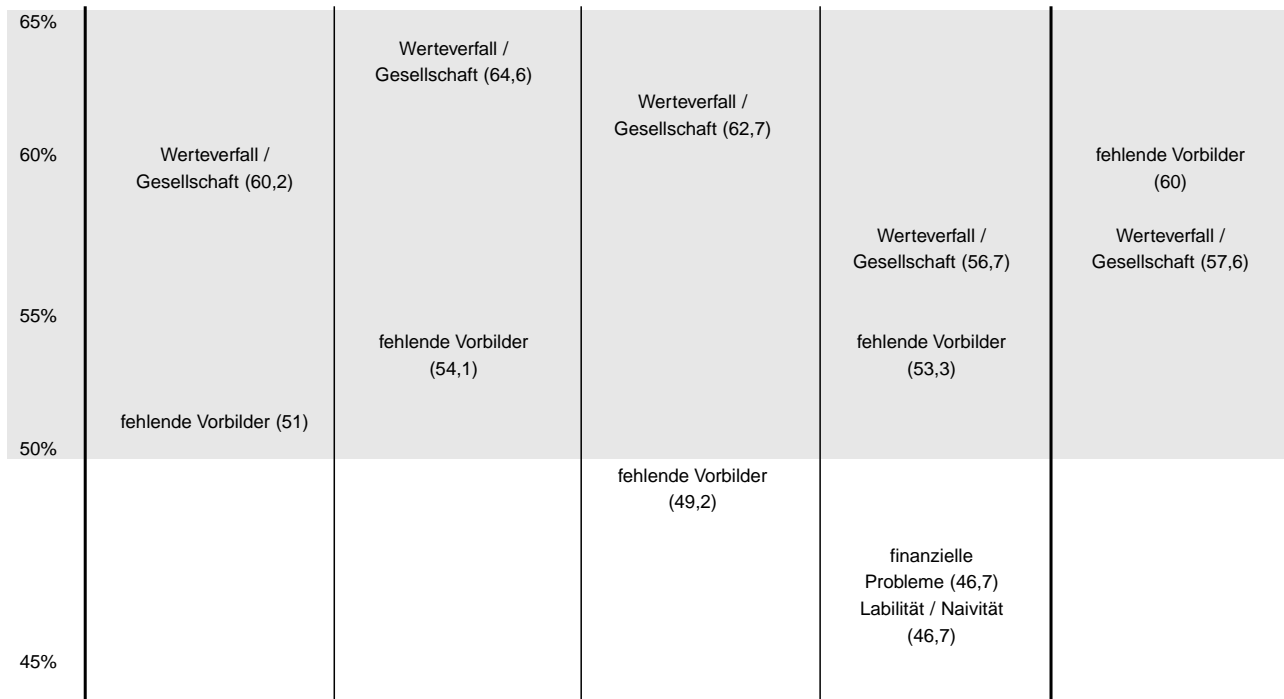 65%
Werteverfall /
Gesellschaft (64,6)
Werteverfall /
Gesellschaft (62,7)
60%
Werteverfall /
Gesellschaft (60,2)
fehlende Vorbilder
(60)
Werteverfall /
Gesellschaft (56,7)
Werteverfall /
Gesellschaft (57,6)
55%
fehlende Vorbilder
(54,1)
fehlende Vorbilder
(53,3)
fehlende Vorbilder (51)
50%
fehlende Vorbilder
(49,2)
finanzielle
Probleme (46,7)
Labilität / Naivität
(46,7)
45%